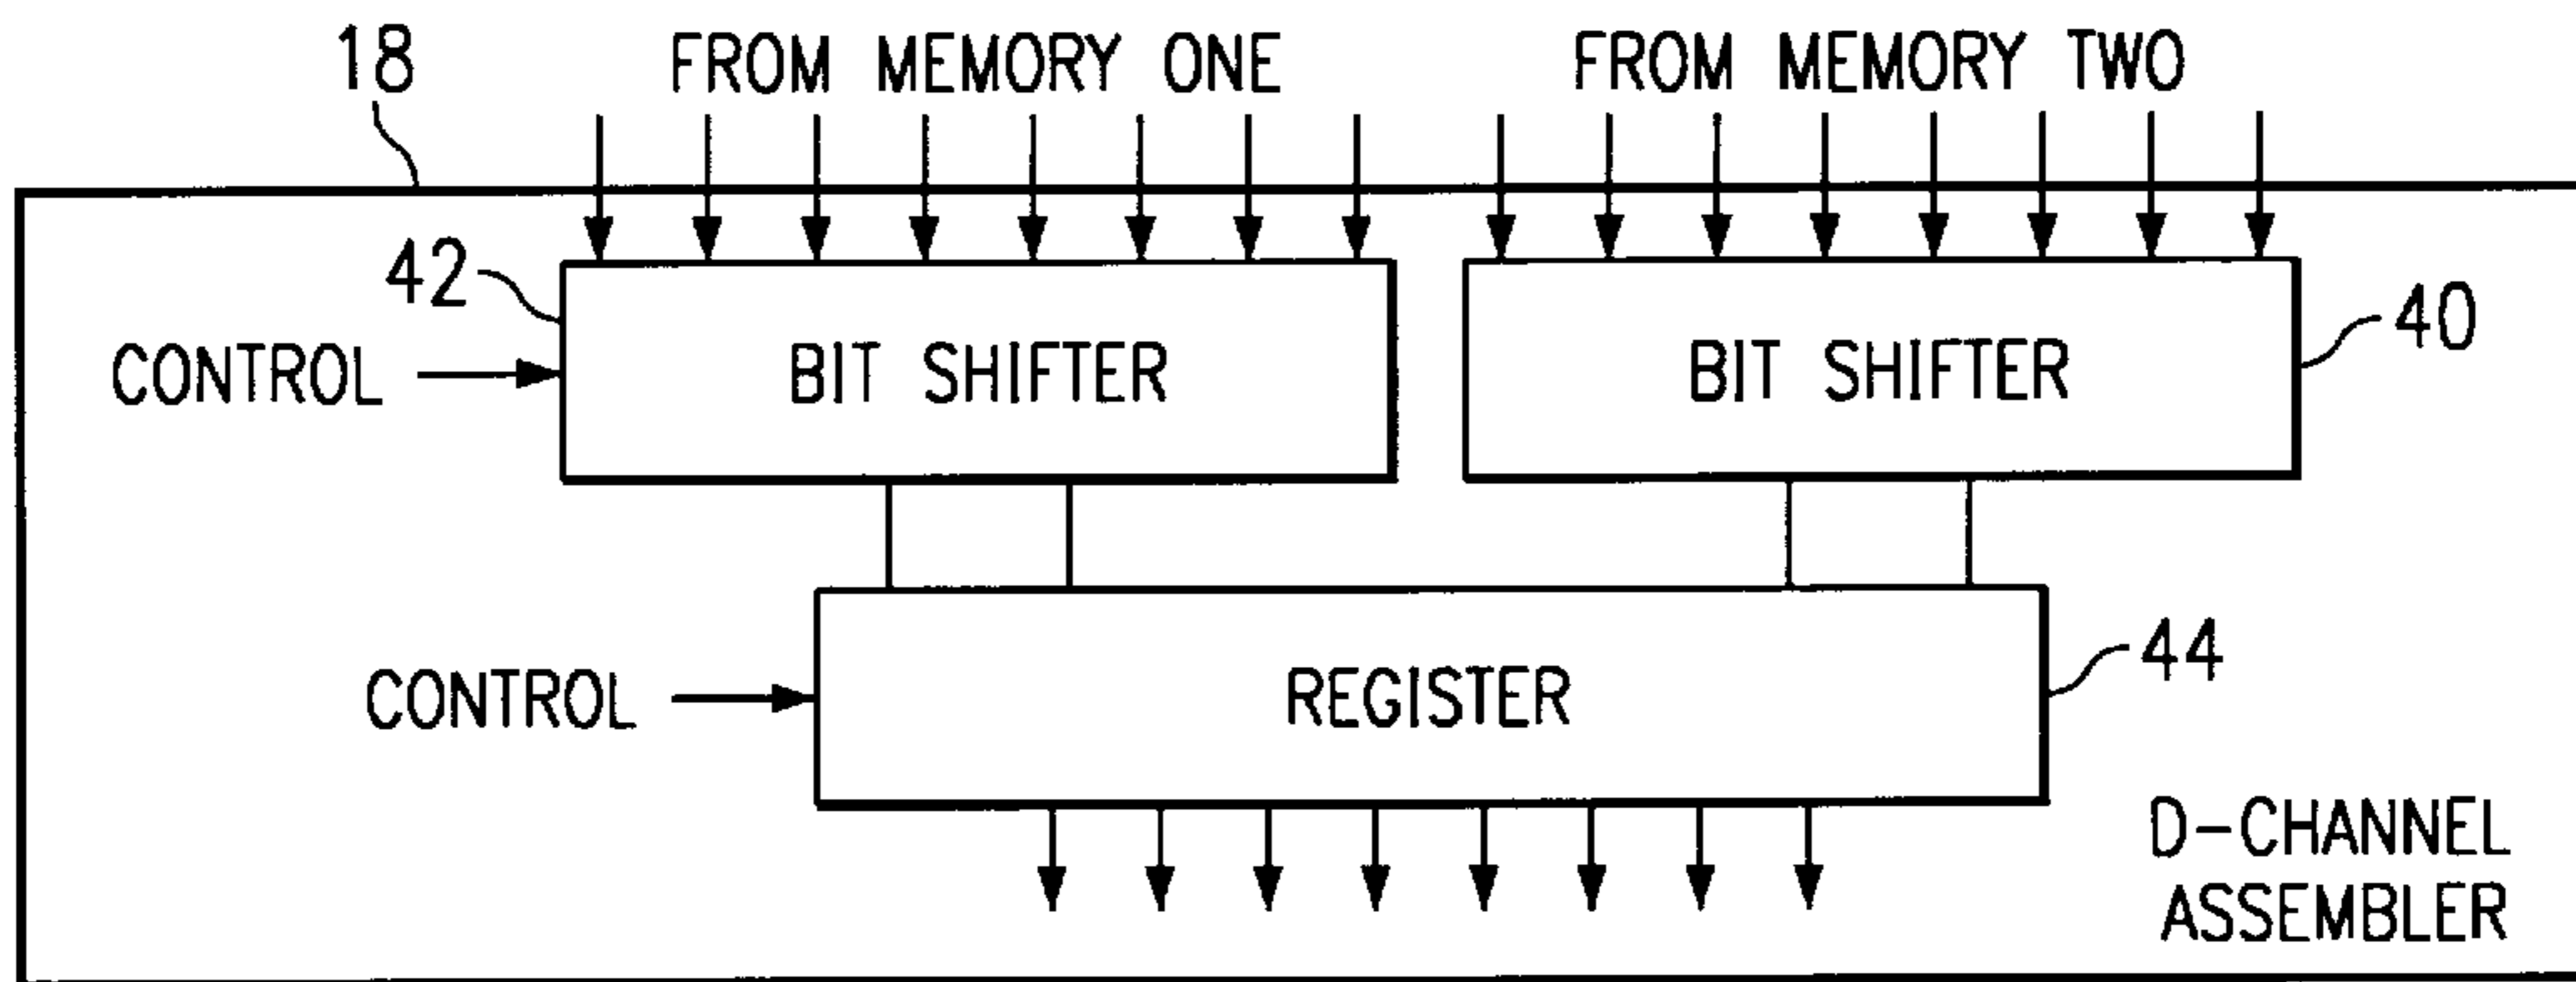 18
FROM MEMORY ONE
FROM MEMORY TWO
42
CONTROL
BIT SHIFTER
BIT SHIFTER
40
CONTROL
REGISTER
44
D-CHANNEL
ASSEMBLER